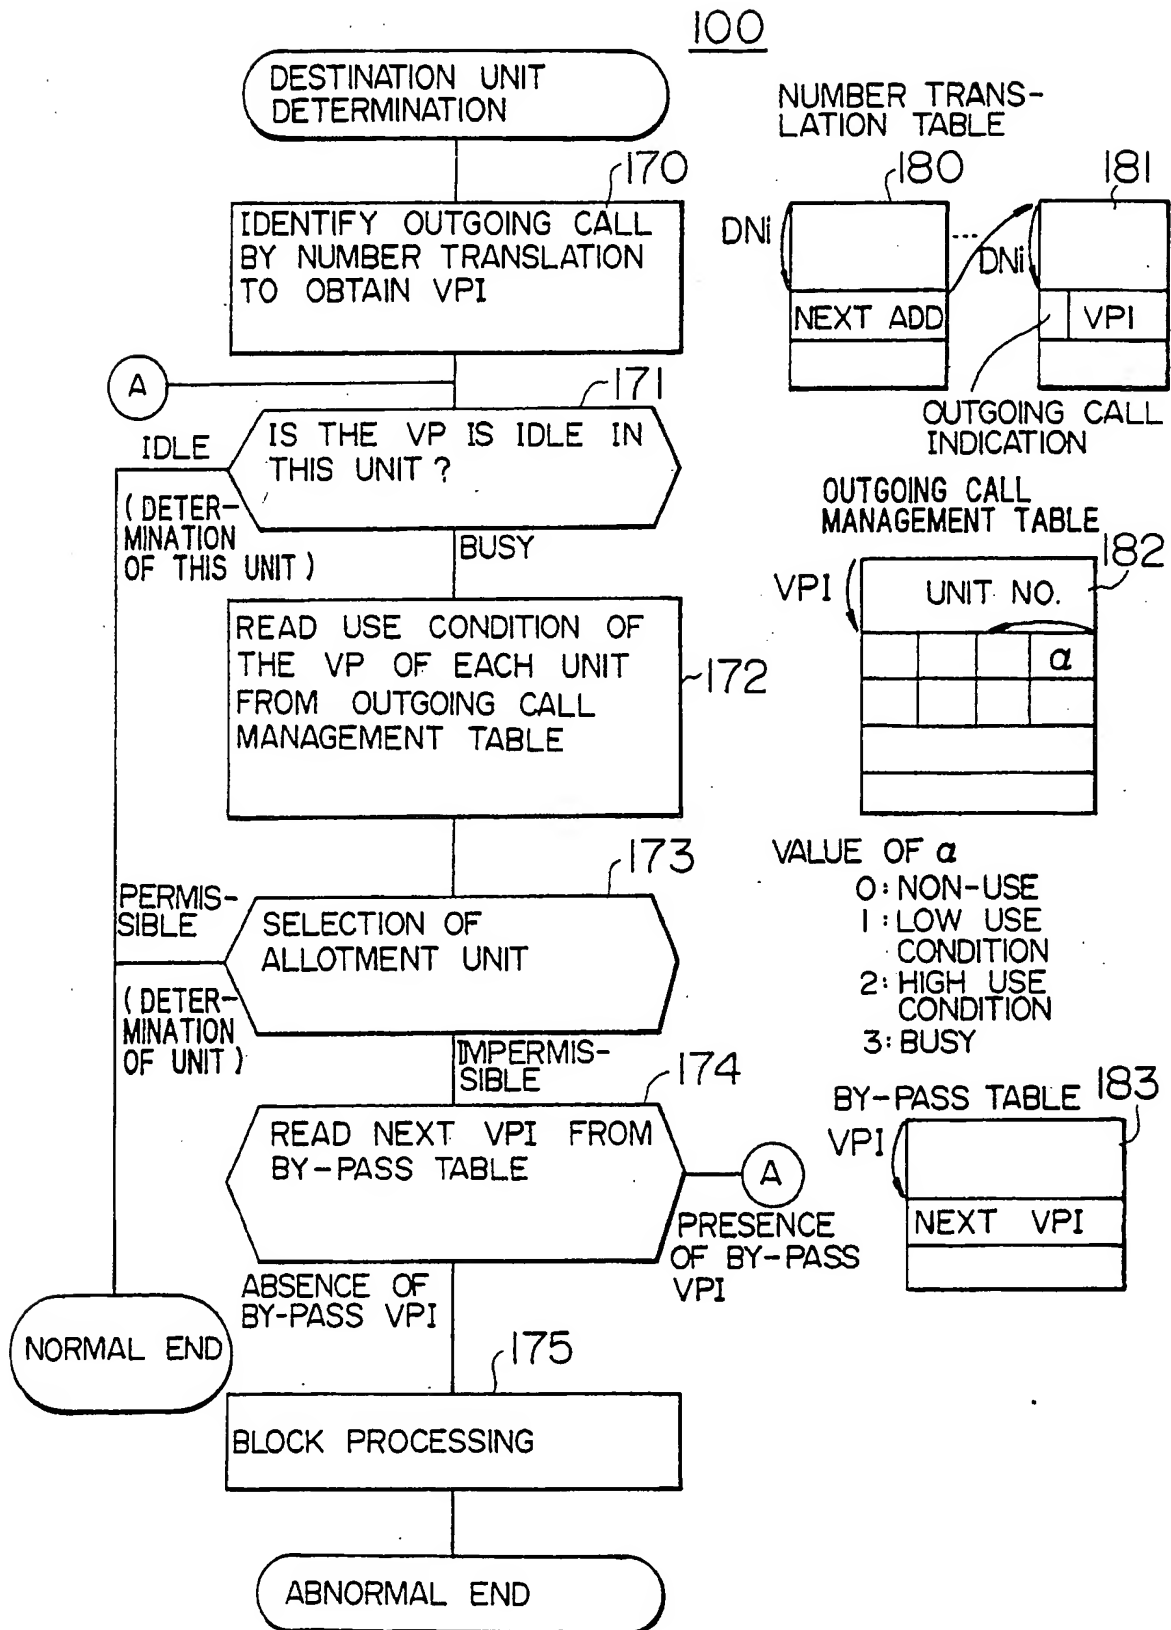 100
DESTINATION UNIT
DETERMINATION
170
IDENTIFY OUTGOING CALL
BY NUMBER TRANSLATION
TO OBTAIN VPI
A
171
IS THE VP IS IDLE IN
THIS UNIT ?
IDLE
( DETER-
MINATION
OF THIS UNIT )
BUSY
READ USE CONDITION OF
THE VP OF EACH UNIT
FROM OUTGOING CALL
MANAGEMENT TABLE
172
173
PERMIS-
SIBLE
SELECTION OF
ALLOTMENT UNIT
( DETER-
MINATION
OF UNIT )
IMPERMIS-
SIBLE
174
READ NEXT VPI FROM
BY-PASS TABLE
A
PRESENCE
OF BY-PASS
VPI
ABSENCE OF
BY-PASS VPI
NORMAL END
175
BLOCK PROCESSING
ABNORMAL END
NUMBER TRANS-
LATION TABLE
180
181
DNi
...
DNi
NEXT ADD
VPI
OUTGOING CALL
INDICATION
OUTGOING CALL
MANAGEMENT TABLE
182
VPI
UNIT NO.
α
VALUE OF α
0: NON-USE
1: LOW USE
CONDITION
2: HIGH USE
CONDITION
3: BUSY
BY-PASS TABLE
183
VPI
NEXT VPI